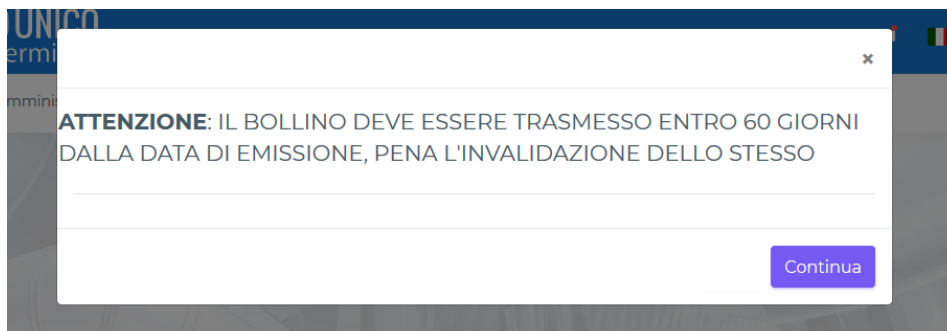 UNICO
ermi
×
mminis
ATTENZIONE: IL BOLLINO DEVE ESSERE TRASMESSO ENTRO 60 GIORNI
DALLA DATA DI EMISSIONE, PENA L'INVALIDAZIONE DELLO STESSO
Continua